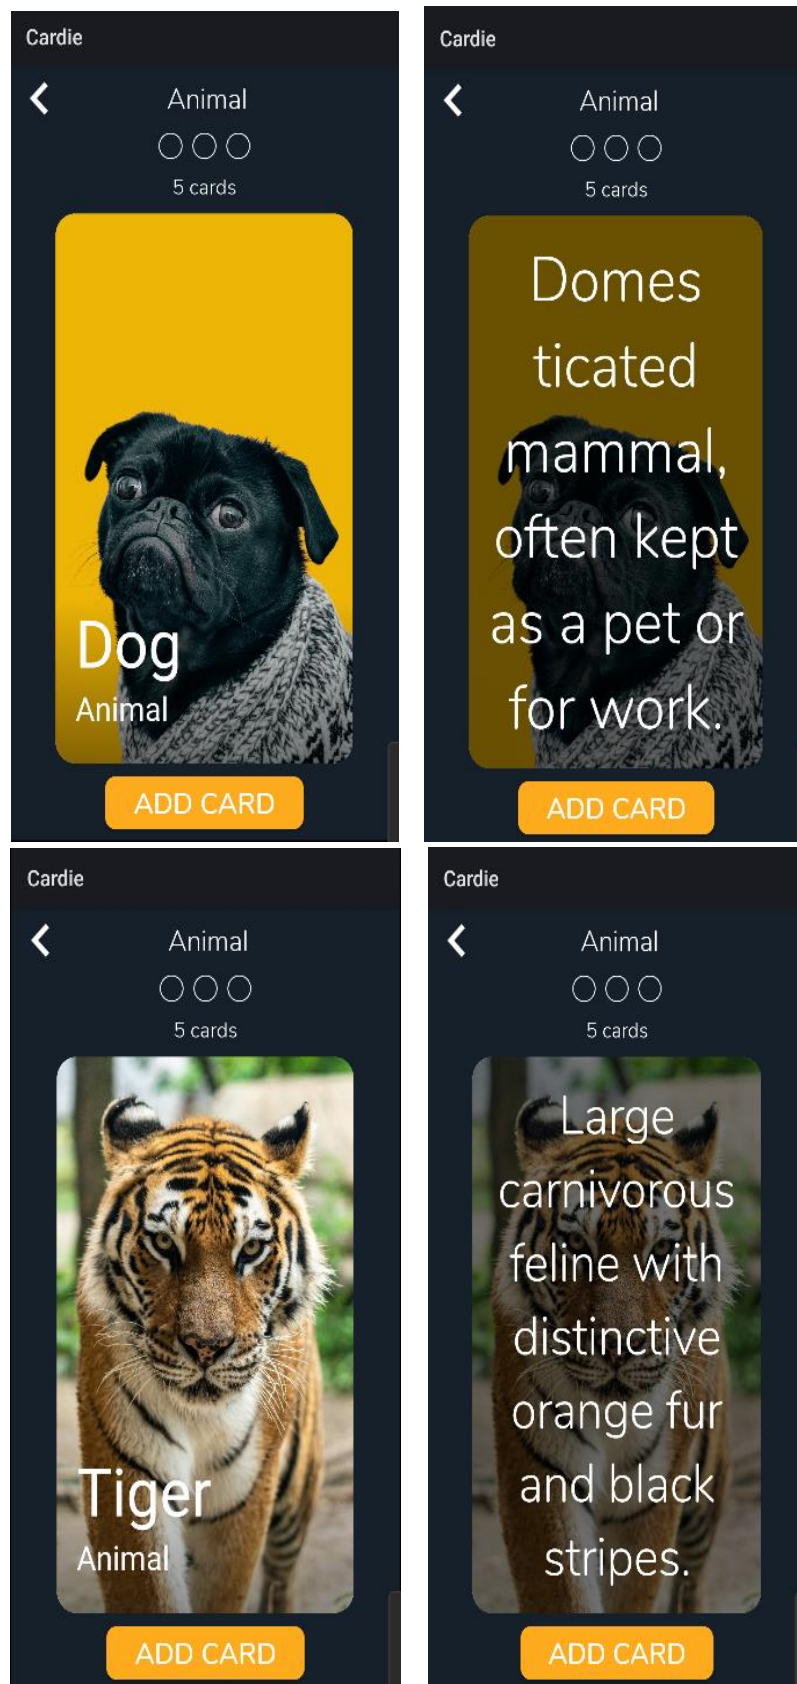 Cardie
Animal
5 cards
Dog
Animal
ADD CARD
Cardie
Animal
5 cards
Domes
ticated
mammal,
often kept
as a pet or
for work.
ADD CARD
Cardie
Animal
5 cards
Tiger
Animal
ADD CARD
Cardie
Animal
5 cards
Large
carnivorous
feline with
distinctive
orange fur
and black
stripes.
ADD CARD